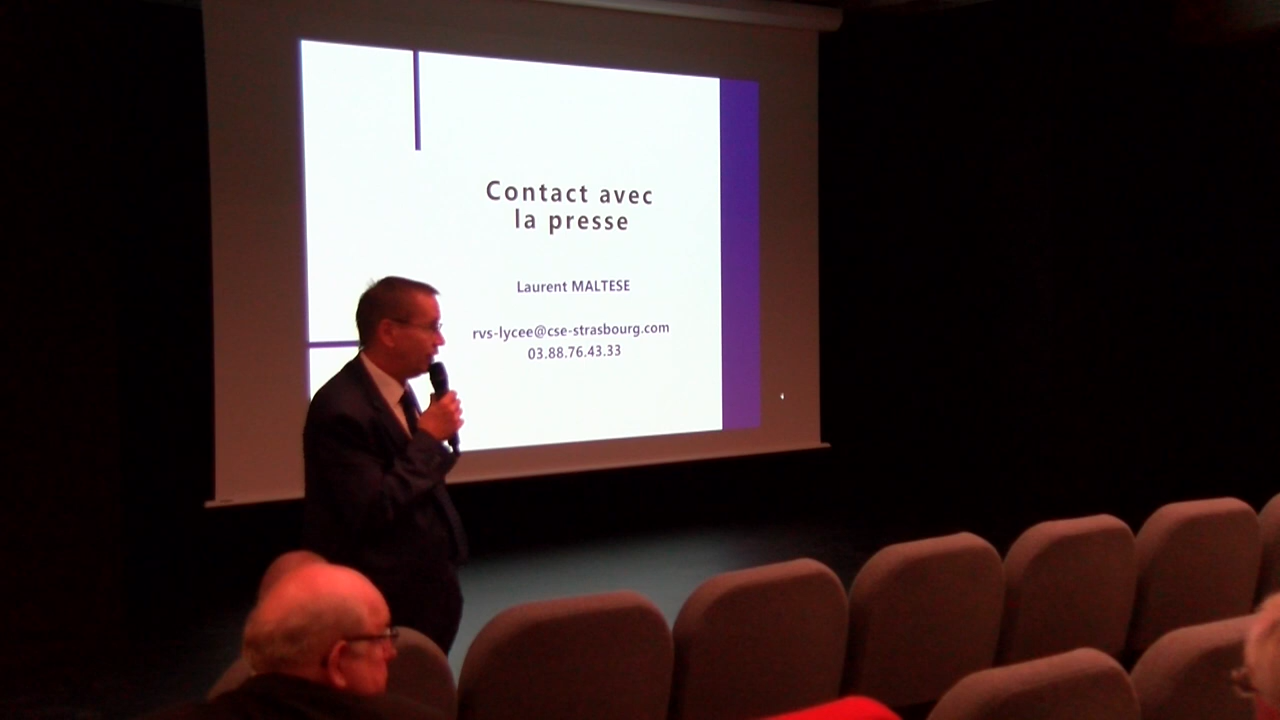 Contact avec
la presse
Laurent MALTESE
rvs-lycee@cse-strasbourg.com
03.88.76.43.33